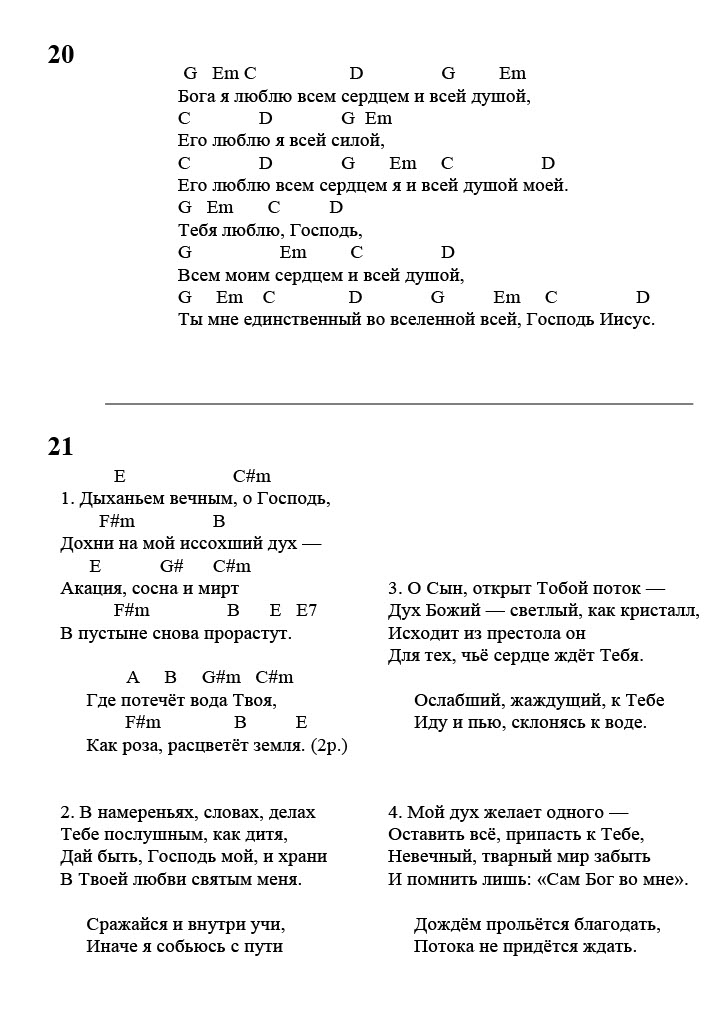 20
G Em C D G Em
Бога я люблю всем сердцем и всей душой,
C D G Em
Его люблю я всей силой,
C D G Em C D
Его люблю всем сердцем я и всей душой моей.
G Em C D
Тебя люблю, Господь,
G Em C D
Всем моим сердцем и всей душой,
G Em C D G Em C D
Ты мне единственный во вселенной всей, Господь Иисус.
21
E C#m
1. Дыханьем вечным, о Господь,
F#m B
Дохни на мой иссохший дух —
E G# C#m
Акация, сосна и мирт
F#m B E E7
В пустыне снова прорастут.
A B G#m C#m
Где потечёт вода Твоя,
F#m B E
Как роза, расцветёт земля. (2р.)
2. В намереньях, словах, делах
Тебе послушным, как дитя,
Дай быть, Господь мой, и храни
В Твоей любви святым меня.
Сражайся и внутри учи,
Иначе я собьюсь с пути
3. О Сын, открыт Тобой поток —
Дух Божий — светлый, как кристалл,
Исходит из престола он
Для тех, чьё сердце ждёт Тебя.
Ослабший, жаждущий, к Тебе
Иду и пью, склонясь к воде.
4. Мой дух желает одного —
Оставить всё, припасть к Тебе,
Невечный, тварный мир забыть
И помнить лишь: «Сам Бог во мне».
Дождём прольётся благодать,
Потока не придётся ждать.